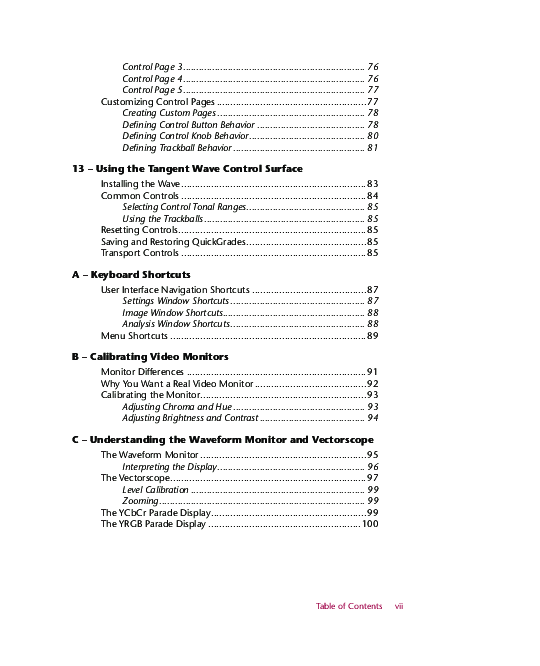 Control Page 3.................................................................... 76
Control Page 4.................................................................... 76
Control Page 5.................................................................... 77
Customizing Control Pages .......................................................77
Creating Custom Pages....................................................... 78
Defining Control Button Behavior ........................................ 78
Defining Control Knob Behavior........................................... 80
Defining Trackball Behavior................................................. 81
13 – Using the Tangent Wave Control Surface
Installing the Wave....................................................................83
Common Controls ....................................................................84
Selecting Control Tonal Ranges............................................ 85
Using the Trackballs............................................................ 85
Resetting Controls.....................................................................85
Saving and Restoring QuickGrades............................................85
Transport Controls ....................................................................85
A – Keyboard Shortcuts
User Interface Navigation Shortcuts ..........................................87
Settings Window Shortcuts.................................................. 87
Image Window Shortcuts..................................................... 88
Analysis Window Shortcuts.................................................. 88
Menu Shortcuts ........................................................................89
B – Calibrating Video Monitors
Monitor Differences ..................................................................91
Why You Want a Real Video Monitor .........................................92
Calibrating the Monitor.............................................................93
Adjusting Chroma and Hue................................................. 93
Adjusting Brightness and Contrast ....................................... 94
C – Understanding the Waveform Monitor and Vectorscope
The Waveform Monitor .............................................................95
Interpreting the Display....................................................... 96
The Vectorscope........................................................................97
Level Calibration ................................................................. 99
Zooming............................................................................. 99
The YCbCr Parade Display.........................................................99
The YRGB Parade Display ........................................................100
Table of Contents vii